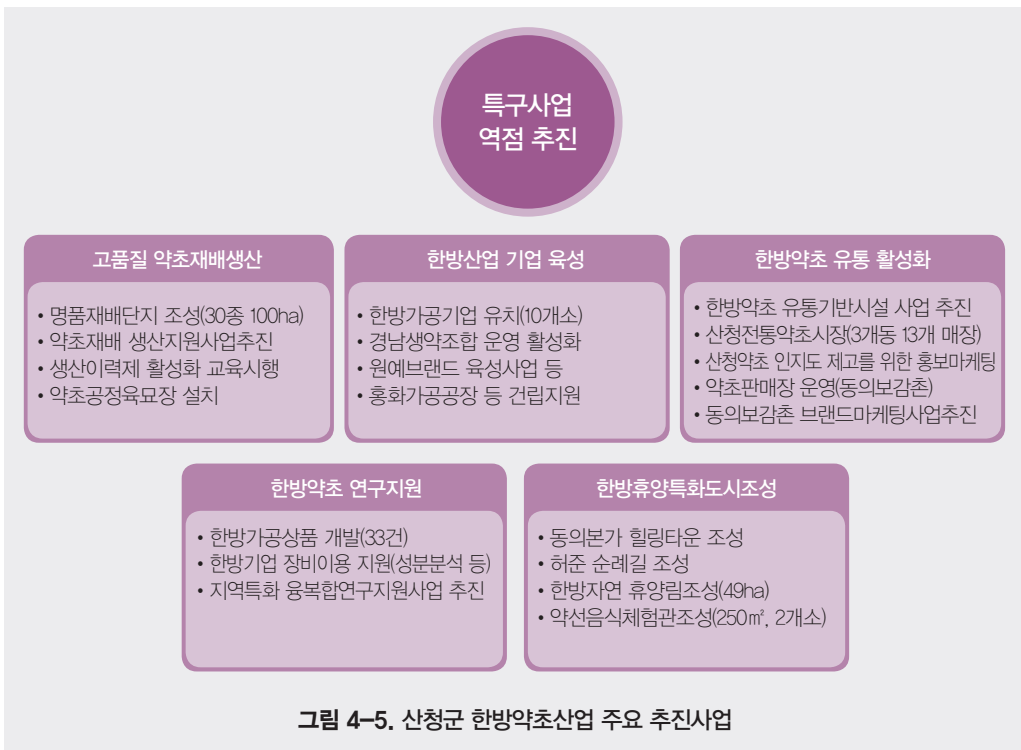 특구사업
역점 추진
고품질 약초재배생산
• 명품재배단지 조성(30종 100ha)
• 약초재배 생산지원사업추진
• 생산이력제 활성화 교육시행
• 약초공정육묘장 설치
한방산업 기업 육성
• 한방가공기업 유치(10개소)
• 경남생약조합 운영 활성화
• 원예브랜드 육성사업 등
• 홍화가공공장 등 건립지원
한방약초 유통 활성화
• 한방약초 유통기반시설 사업 추진
• 산청전통약초시장(3개동 13개 매장)
• 산청약초 인지도 제고를 위한 홍보마케팅
• 약초판매장 운영(동의보감촌)
• 동의보감촌 브랜드마케팅사업추진
한방약초 연구지원
• 한방가공상품 개발(33건)
• 한방기업 장비이용 지원(성분분석 등)
• 지역특화 융복합연구지원사업 추진
한방휴양특화도시조성
• 동의본가 힐링타운 조성
• 허준 순례길 조성
• 한방자연 휴양림조성(49ha)
• 약선음식체험관조성(250㎡, 2개소)
그림 4-5. 산청군 한방약초산업 주요 추진사업